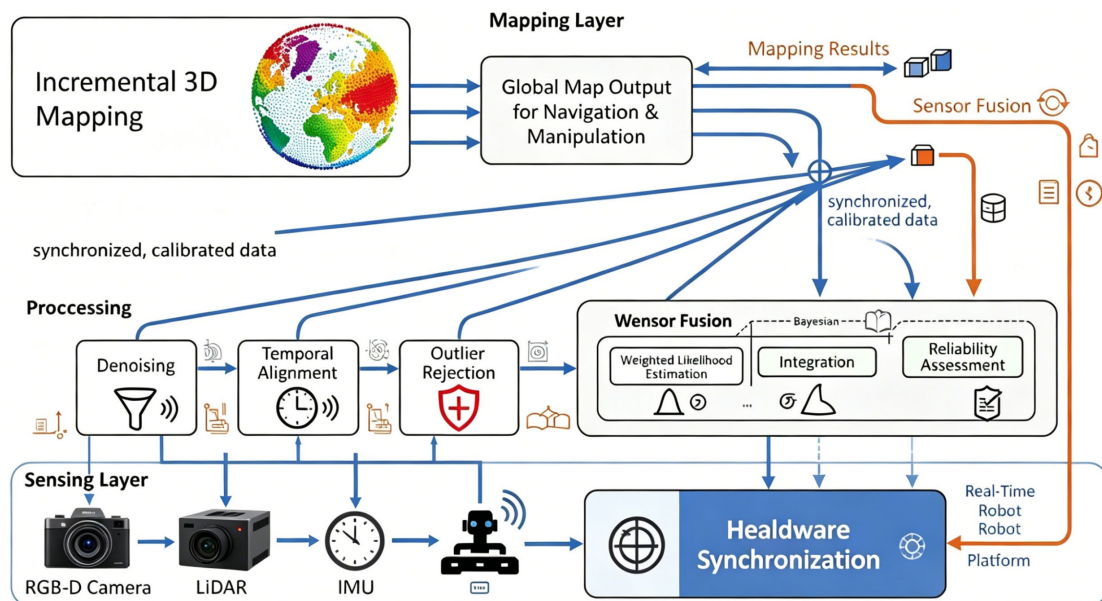 Mapping Layer
Incremental 3D
Mapping
Global Map Output
for Navigation &
Manipulation
Mapping Results
Sensor Fusion
synchronized,
calibrated data
synchronized, calibrated data
Proccessing
Denoising
Temporal
Alignment
Outlier
Rejection
Wensor Fusion
Bayesian
Weighted Likelihood
Estimation
Integration
Reliability
Assessment
...
Sensing Layer
RGB-D Camera
LiDAR
IMU
Healdware
Synchronization
Real-Time
Robot
Robot
Platform